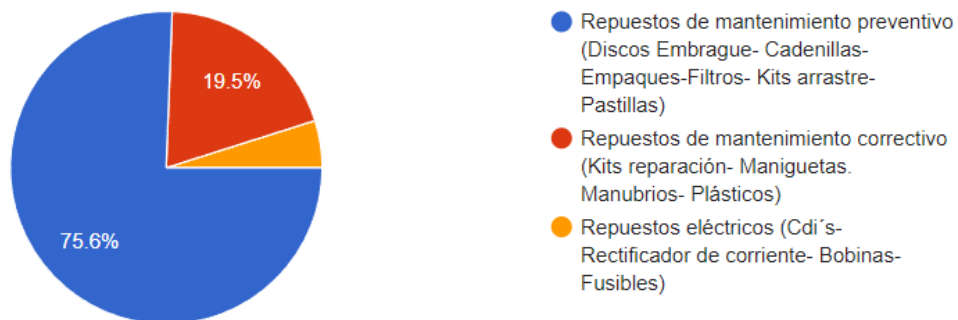 19.5%
75.6%
Repuestos de mantenimiento preventivo
(Discos Embrague- Cadenillas-
Empaques-Filtros- Kits arrastre-
Pastillas)
Repuestos de mantenimiento correctivo
(Kits reparación- Maniguetas.
Manubrios- Plásticos)
Repuestos eléctricos (Cdi´s-
Rectificador de corriente- Bobinas-
Fusibles)